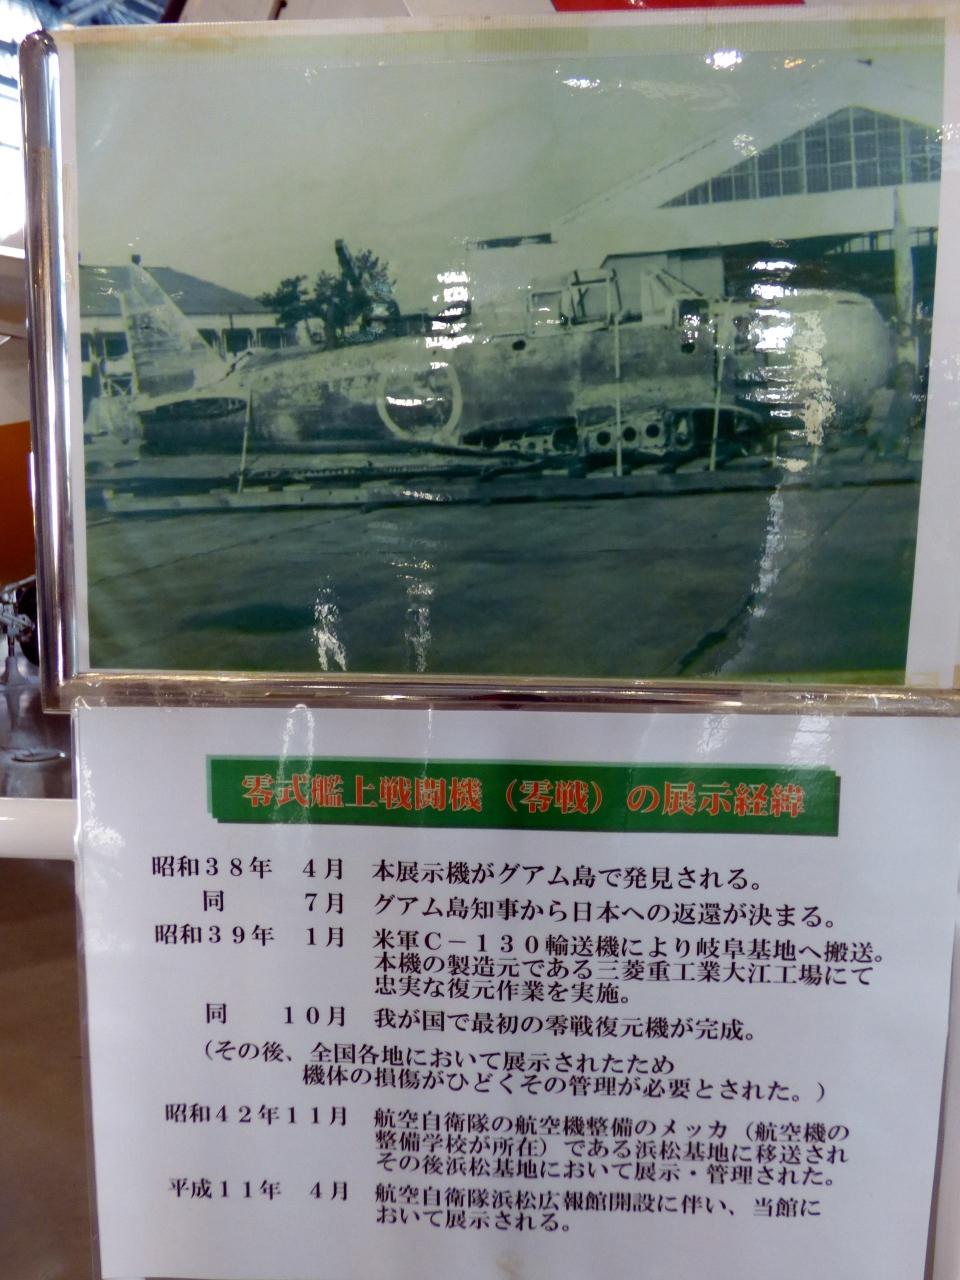 零式艦上戦闘機（零戦）の展示経緯
昭和３８年　４月　本展示機がグアム島で発見される。
同　７月　グアム島知事から日本への返還が決まる。
昭和３９年　１月　米軍Ｃ－１３０輸送機により岐阜基地へ搬送。
本機の製造元である三菱重工業大江工場にて
忠実な復元作業を実施。
同　１０月　我が国で最初の零戦復元機が完成。
（その後、全国各地において展示されたため
機体の損傷がひどくその管理が必要とされた。）
昭和４２年１１月　航空自衛隊の航空機整備のメッカ（航空機の
整備学校が所在）である浜松基地に移送され
その後浜松基地において展示・管理された。
平成１１年　４月　航空自衛隊浜松広報館開設に伴い、当館に
おいて展示される。